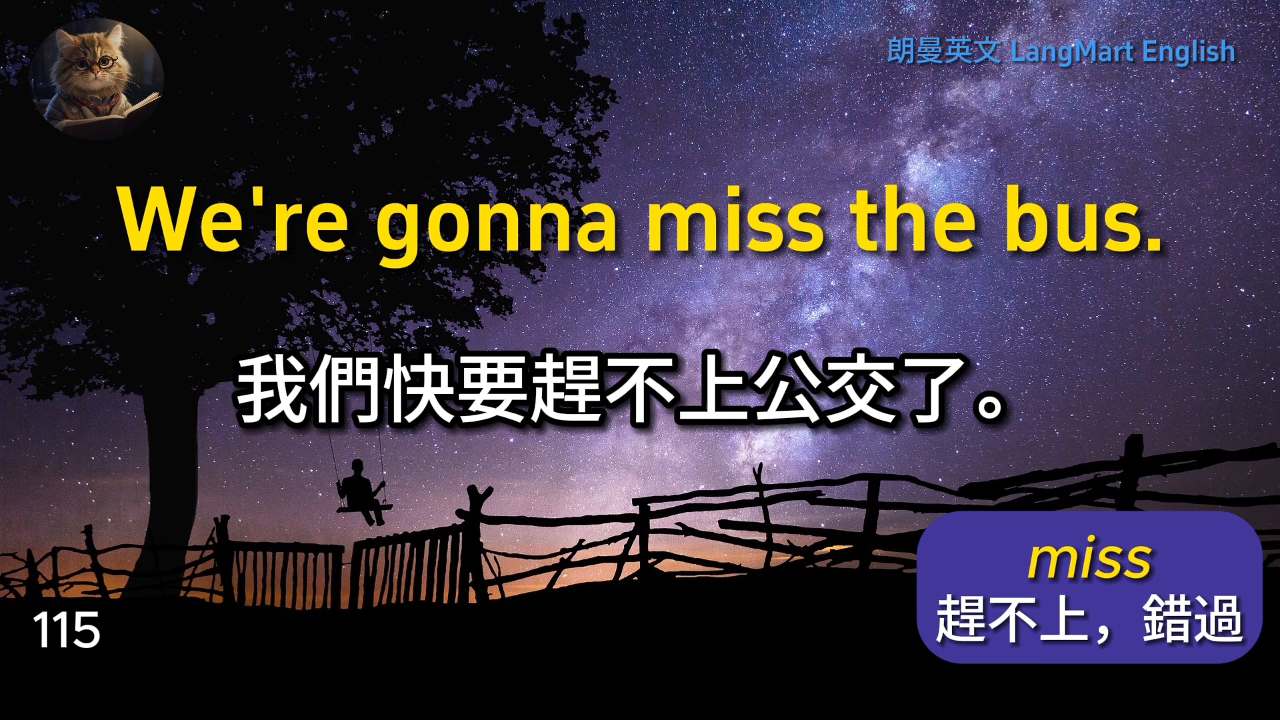 朗曼英文 LangMart English
We're gonna miss the bus.
我們快要趕不上公交了。
miss
趕不上，錯過
115